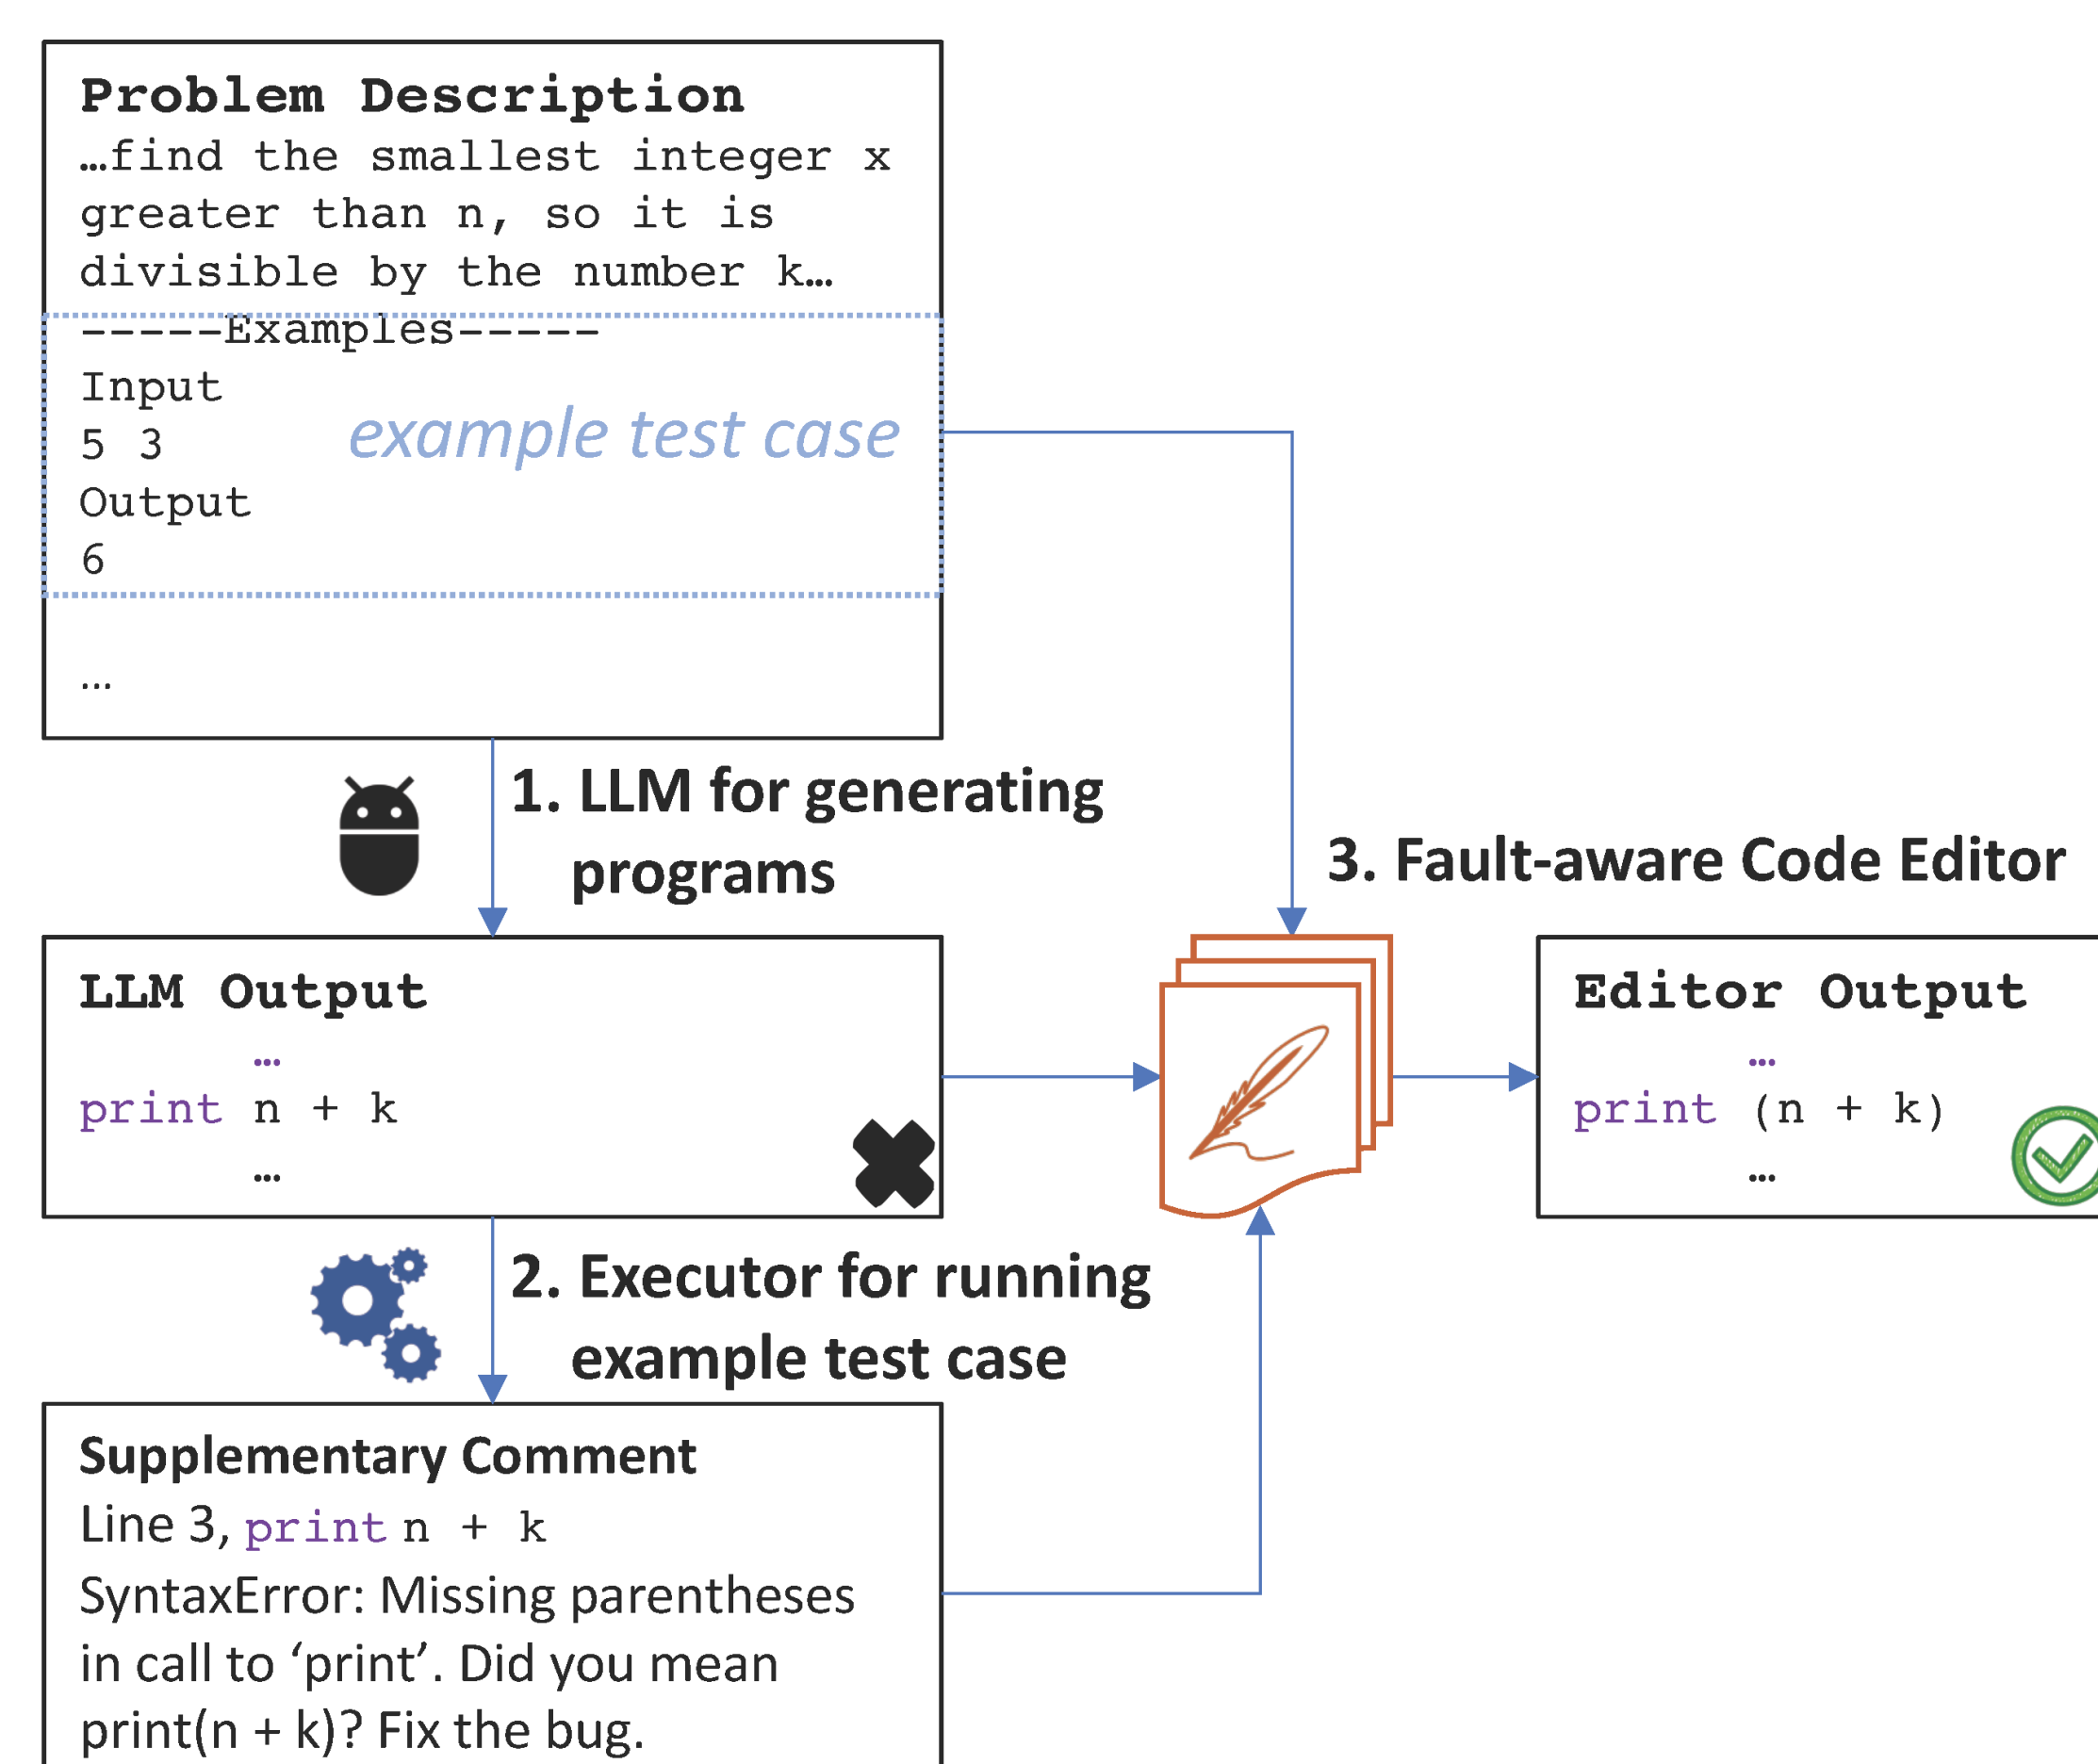 Problem Description
…find the smallest integer x
greater than n, so it is
divisible by the number k…
-----Examples-----
Input
5 3
example test case
Output
6
…
1. LLM for generating
programs
3. Fault-aware Code Editor
LLM Output
…
print n + k
…
Editor Output
…
print (n + k)
…
2. Executor for running
example test case
Supplementary Comment
Line 3, print n + k
SyntaxError: Missing parentheses
in call to ‘print’. Did you mean
print(n + k)? Fix the bug.